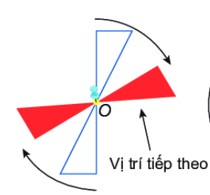 O
Vị trí tiếp theo